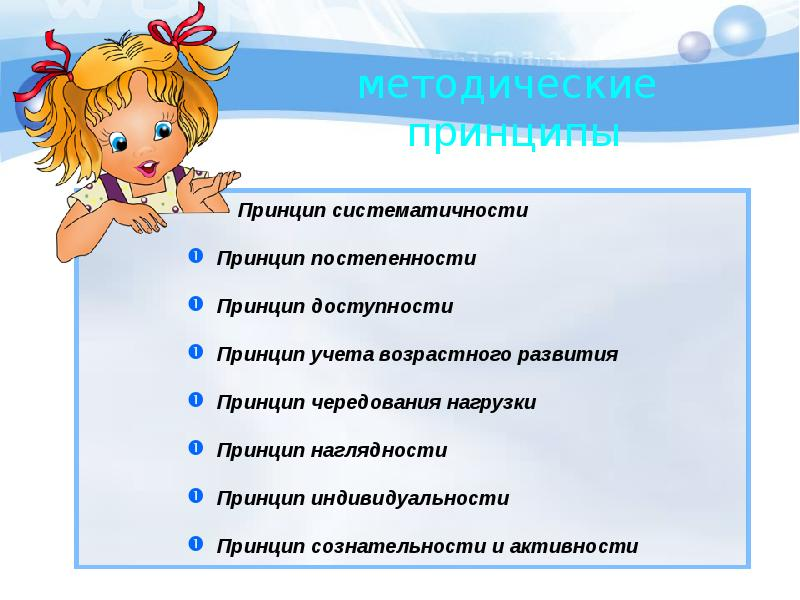 методические
принципы
Принцип систематичности
Принцип постепенности
Принцип доступности
Принцип учета возрастного развития
Принцип чередования нагрузки
Принцип наглядности
Принцип индивидуальности
Принцип сознательности и активности